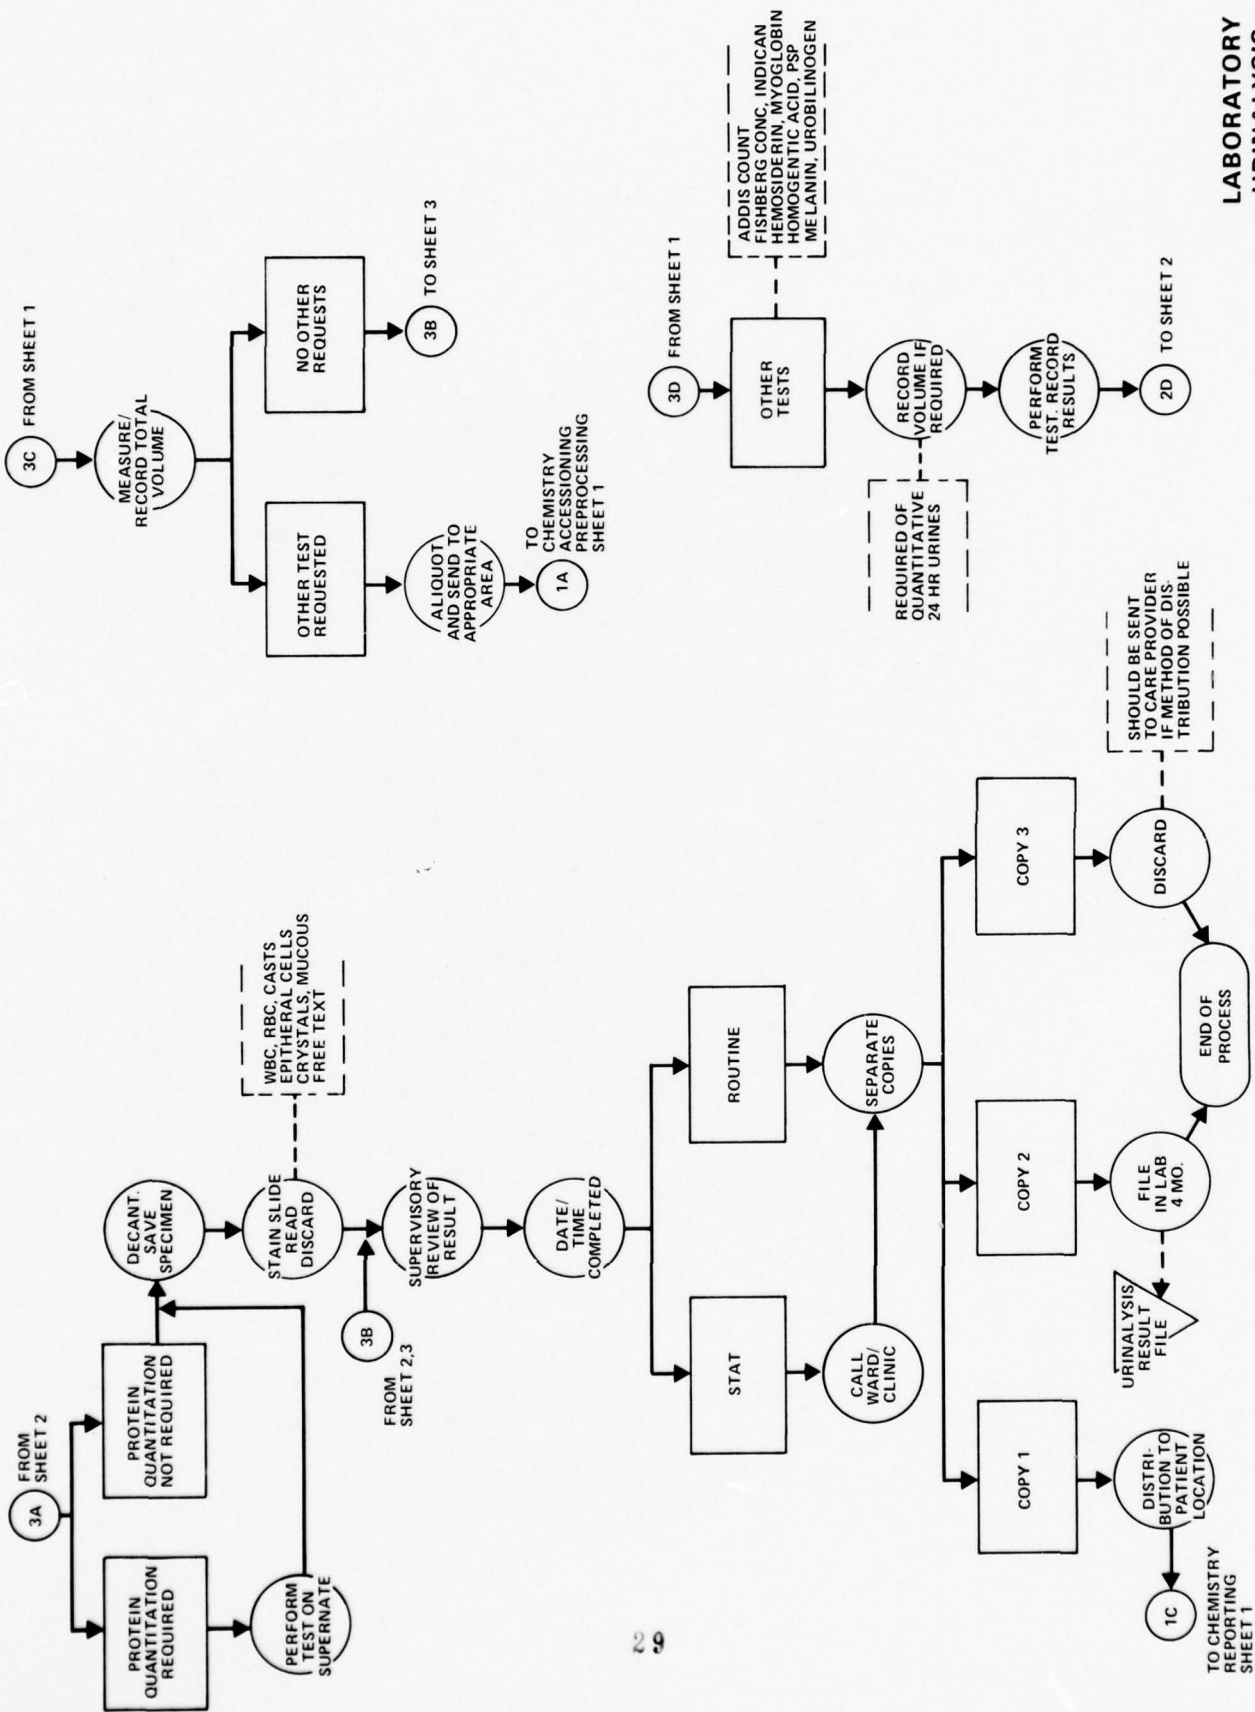 3A
FROM
SHEET 2
PROTEIN
QUANTITATION
REQUIRED
PROTEIN
QUANTITATION
NOT REQUIRED
PERFORM
TEST ON
SUPERNATE
DECANT.
SAVE
SPECIMEN
STAIN SLIDE
READ
DISCARD
WBC, RBC, CASTS
EPITHERAL CELLS
CRYSTALS, MUCOUS
FREE TEXT
3B
FROM
SHEET 2,3
SUPERVISORY
REVIEW OF
RESULT
DATE/
TIME
COMPLETED
STAT
ROUTINE
CALL
WARD/
CLINIC
SEPARATE
COPIES
COPY 1
COPY 2
COPY 3
DISTRI-
BUTION TO
PATIENT
LOCATION
FILE
IN LAB
4 MO.
DISCARD
SHOULD BE SENT
TO CARE PROVIDER
IF METHOD OF DIS-
TRIBUTION POSSIBLE
1C
TO CHEMISTRY
REPORTING
SHEET 1
URINALYSIS
RESULT
FILE
END OF
PROCESS
3C
FROM SHEET 1
MEASURE/
RECORD TOTAL
VOLUME
OTHER TEST
REQUESTED
NO OTHER
REQUESTS
ALIQUOT
AND SEND TO
APPROPRIATE
AREA
3B
TO SHEET 3
1A
TO
CHEMISTRY
ACCESSIONING
PREPROCESSING
SHEET 1
3D
FROM SHEET 1
OTHER
TESTS
ADDIS COUNT
FISHBERG CONC, INDICAN
HEMOSIDERIN, MYOGLOBIN
HOMOGENTIC ACID, PSP
MELANIN, UROBILINOGEN
RECORD
VOLUME IF
REQUIRED
REQUIRED OF
QUANTITATIVE
24 HR URINES
PERFORM
TEST. RECORD
RESULTS
2D
TO SHEET 2
LABORATORY
URINALYSIS
29